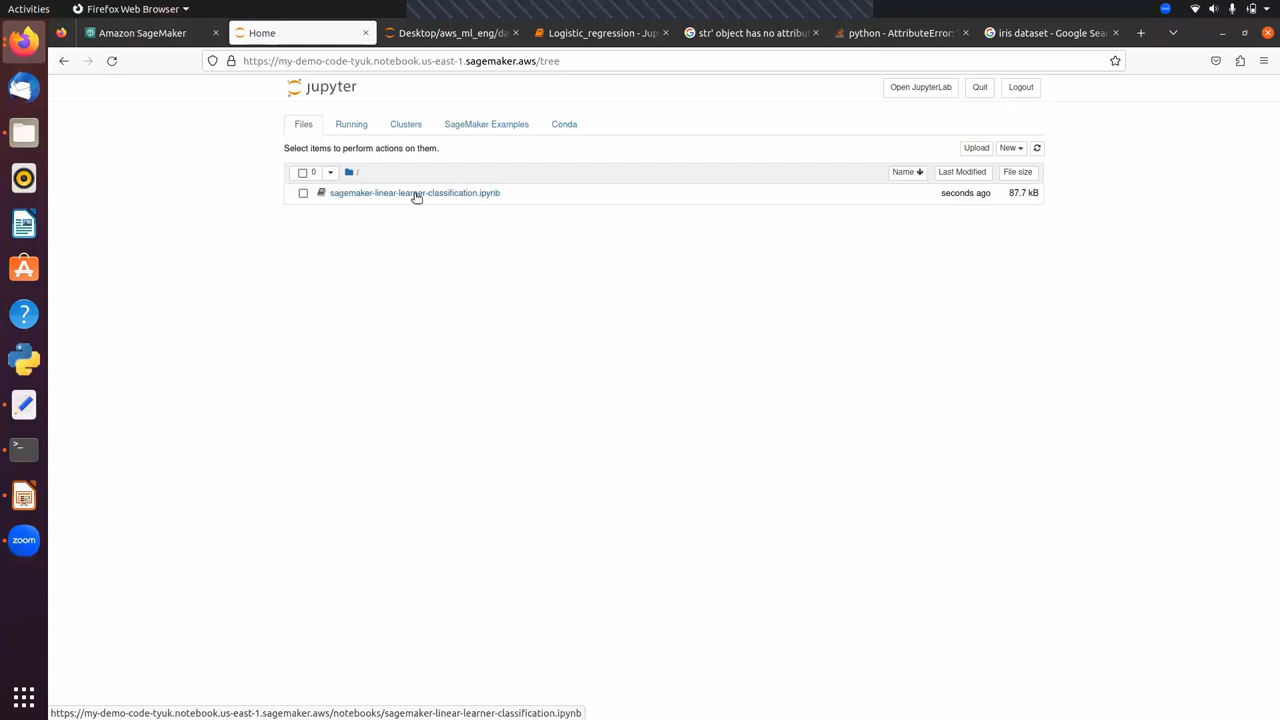 Activities
Firefox Web Browser
Amazon SageMaker
Home
Desktop/aws_ml_eng/da
Logistic_regression - Jup
str' object has no attribut
python - AttributeError:
iris dataset - Google Sea
https://my-demo-code-tyuk.notebook.us-east-1.sagemaker.aws/tree
jupyter
Open JupyterLab
Quit
Logout
Files
Running
Clusters
SageMaker Examples
Conda
Select items to perform actions on them.
Upload
New
0
/
Name
Last Modified
File size
sagemaker-linear-learner-classification.ipynb
seconds ago
87.7 kB
zoom
https://my-demo-code-tyuk.notebook.us-east-1.sagemaker.aws/notebooks/sagemaker-linear-learner-classification.ipynb